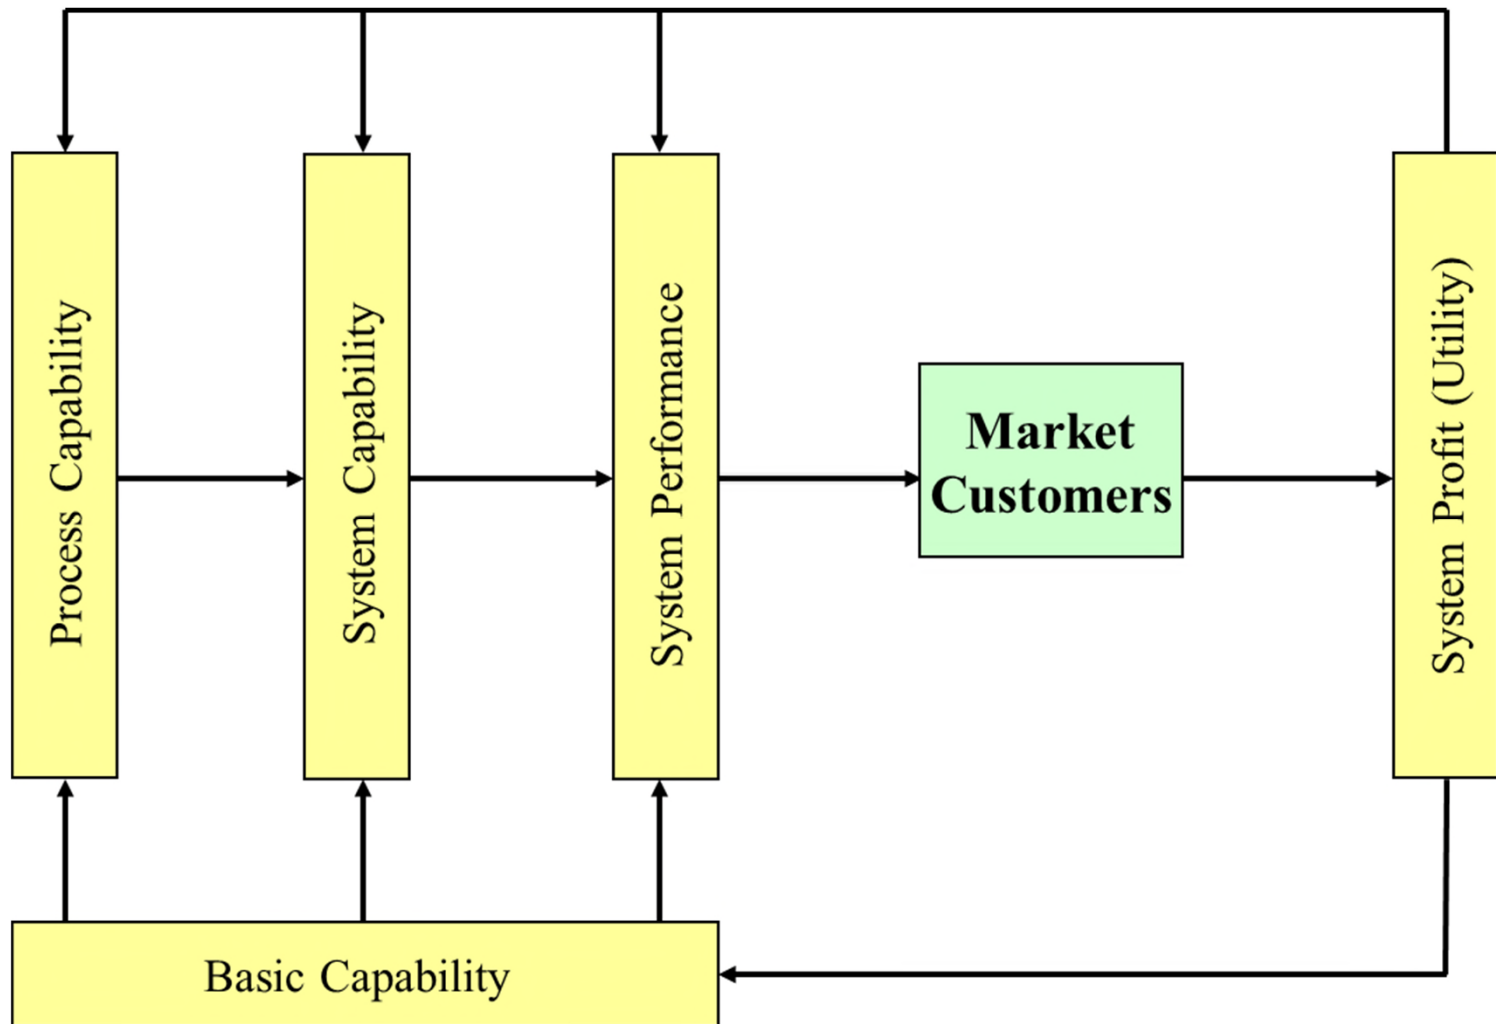 Process Capability
System Capability
System Performance
Market
Customers
System Profit (Utility)
Basic Capability